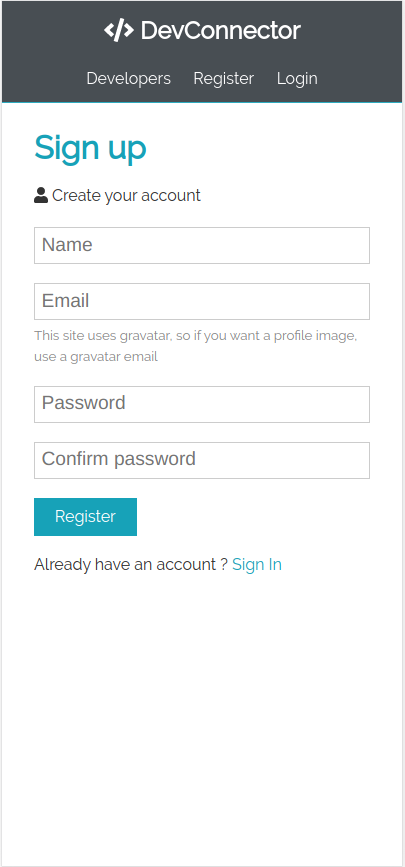 DevConnector
Developers Register Login
Sign up
Create your account
Name
Email
This site uses gravatar, so if you want a profile image,
use a gravatar email
Password
Confirm password
Register
Already have an account ? Sign In